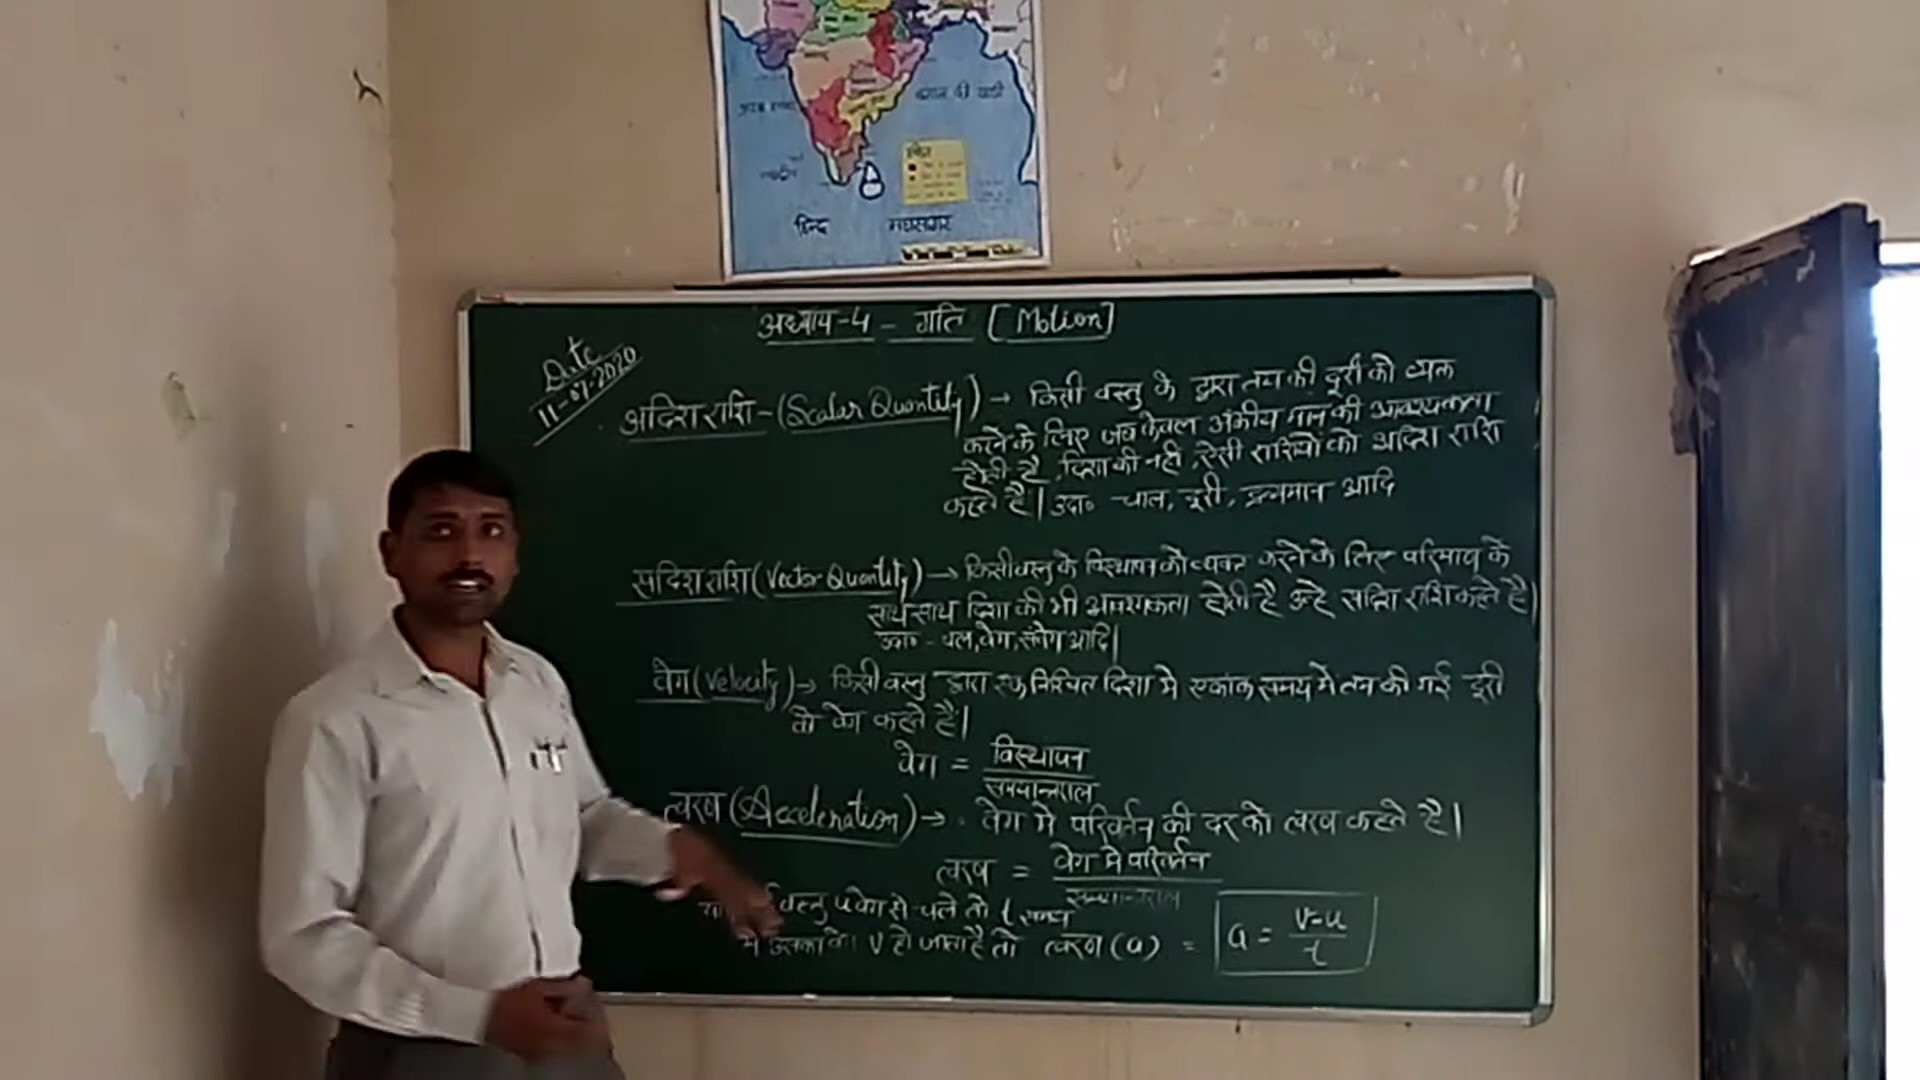 हिन्द महासागर
अध्याय-4 - गति [Motion]
Date
11-07-2020
अदिश राशि - (Scalar Quantity) → किसी वस्तु के द्वारा तय की दूरी को व्यक्त
करने के लिए जब केवल अंकीय मान की आवश्यकता
होती है, दिशा की नही, ऐसी राशियो को अदिश राशि
कहते है| उदा० - चाल, दूरी, द्रव्यमान आदि
सदिश राशि (Vector Quantity) → किसी वस्तु के विस्थापन को व्यक्त करने के लिए परिमाण के
साथ साथ दिशा की भी आवश्यकता होती है उन्हे सदिश राशि कहते है|
उदा० - बल, वेग, संवेग आदि|
वेग (Velocity) → किसी वस्तु द्वारा एक निश्चित दिशा मे एकांक समय मे तय की गई दूरी
को वेग कहते है|
वेग = विस्थापन
समयान्तराल
त्वरण (Acceleration) → वेग मे परिवर्तन की दर को त्वरण कहते है|
त्वरण = वेग मे परिवर्तन
समयान्तराल
वस्तु u वेग से चले तो t समय
मे उसका वेग v हो जाता है तो त्वरण (a) = a = v-u
t